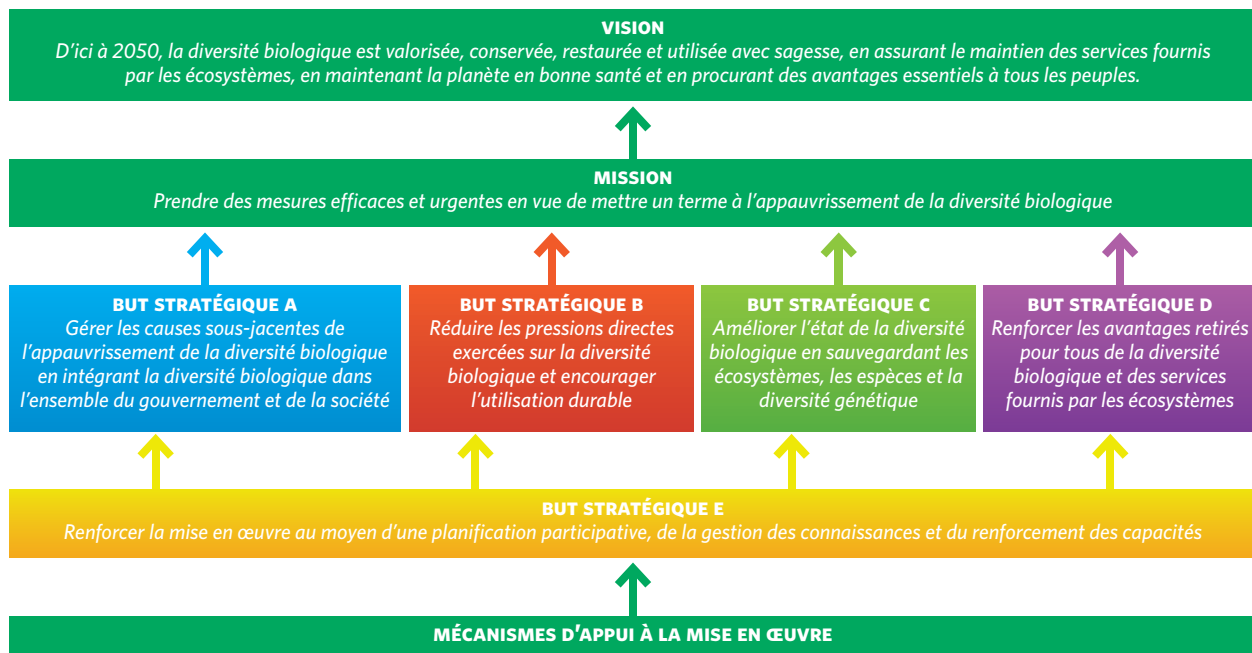 VISION
D’ici à 2050, la diversité biologique est valorisée, conservée, restaurée et utilisée avec sagesse, en assurant le maintien des services fournis
par les écosystèmes, en maintenant la planète en bonne santé et en procurant des avantages essentiels à tous les peuples.
MISSION
Prendre des mesures efficaces et urgentes en vue de mettre un terme à l’appauvrissement de la diversité biologique
BUT STRATÉGIQUE A
Gérer les causes sous-jacentes de
l’appauvrissement de la diversité biologique
en intégrant la diversité biologique dans
l’ensemble du gouvernement et de la société
BUT STRATÉGIQUE B
Réduire les pressions directes
exercées sur la diversité
biologique et encourager
l’utilisation durable
BUT STRATÉGIQUE C
Améliorer l’état de la diversité
biologique en sauvegardant les
écosystèmes, les espèces et la
diversité génétique
BUT STRATÉGIQUE D
Renforcer les avantages retirés
pour tous de la diversité
biologique et des services
fournis par les écosystèmes
BUT STRATÉGIQUE E
Renforcer la mise en œuvre au moyen d’une planification participative, de la gestion des connaissances et du renforcement des capacités
MÉCANISMES D’APPUI À LA MISE EN ŒUVRE